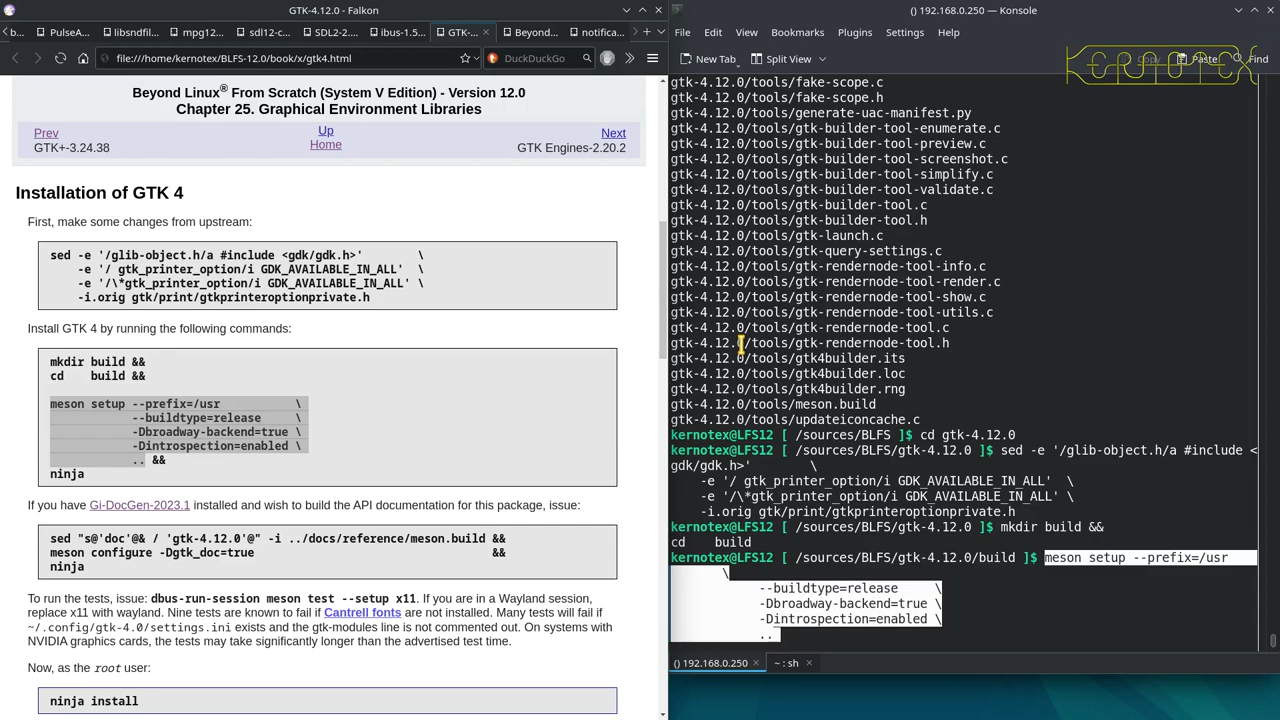 GTK-4.12.0 – Falkon
b...
PulseA...
libsndfil...
mpg12...
sdl12-c...
SDL2-2....
ibus-1.5...
GTK-...
Beyond...
notifica...
file:///home/kernotex/BLFS-12.0/book/x/gtk4.html
DuckDuckGo
Beyond Linux® From Scratch (System V Edition) - Version 12.0
Chapter 25. Graphical Environment Libraries
Prev Up Next
GTK+-3.24.38 Home GTK Engines-2.20.2
Installation of GTK 4
First, make some changes from upstream:
sed -e '/glib-object.h/a #include <gdk/gdk.h>' \
-e '/ gtk_printer_option/i GDK_AVAILABLE_IN_ALL' \
-e '/\*gtk_printer_option/i GDK_AVAILABLE_IN_ALL' \
-i.orig gtk/print/gtkprinteroptionprivate.h
Install GTK 4 by running the following commands:
mkdir build &&
cd build &&
meson setup --prefix=/usr \
--buildtype=release \
-Dbroadway-backend=true \
-Dintrospection=enabled \
.. &&
ninja
If you have Gi-DocGen-2023.1 installed and wish to build the API documentation for this package, issue:
sed "s@'doc'@& / 'gtk-4.12.0'@" -i ../docs/reference/meson.build &&
meson configure -Dgtk_doc=true &&
ninja
To run the tests, issue: dbus-run-session meson test --setup x11. If you are in a Wayland session,
replace x11 with wayland. Nine tests are known to fail if Cantrell fonts are not installed. Many tests will fail if
~/.config/gtk-4.0/settings.ini exists and the gtk-modules line is not commented out. On systems with
NVIDIA graphics cards, the tests may take significantly longer than the advertised test time.
Now, as the root user:
ninja install
() 192.168.0.250 — Konsole
File Edit View Bookmarks Plugins Settings Help
New Tab Split View Copy Paste Find
KERNOTEX
gtk-4.12.0/tools/fake-scope.c
gtk-4.12.0/tools/fake-scope.h
gtk-4.12.0/tools/generate-uac-manifest.py
gtk-4.12.0/tools/gtk-builder-tool-enumerate.c
gtk-4.12.0/tools/gtk-builder-tool-preview.c
gtk-4.12.0/tools/gtk-builder-tool-screenshot.c
gtk-4.12.0/tools/gtk-builder-tool-simplify.c
gtk-4.12.0/tools/gtk-builder-tool-validate.c
gtk-4.12.0/tools/gtk-builder-tool.c
gtk-4.12.0/tools/gtk-builder-tool.h
gtk-4.12.0/tools/gtk-launch.c
gtk-4.12.0/tools/gtk-query-settings.c
gtk-4.12.0/tools/gtk-rendernode-tool-info.c
gtk-4.12.0/tools/gtk-rendernode-tool-render.c
gtk-4.12.0/tools/gtk-rendernode-tool-show.c
gtk-4.12.0/tools/gtk-rendernode-tool-utils.c
gtk-4.12.0/tools/gtk-rendernode-tool.c
gtk-4.12.0/tools/gtk-rendernode-tool.h
gtk-4.12.0/tools/gtk4builder.its
gtk-4.12.0/tools/gtk4builder.loc
gtk-4.12.0/tools/gtk4builder.rng
gtk-4.12.0/tools/meson.build
gtk-4.12.0/tools/updateiconcache.c
kernotex@LFS12 [ /sources/BLFS ]$ cd gtk-4.12.0
kernotex@LFS12 [ /sources/BLFS/gtk-4.12.0 ]$ sed -e '/glib-object.h/a #include <
gdk/gdk.h>' \
-e '/ gtk_printer_option/i GDK_AVAILABLE_IN_ALL' \
-e '/\*gtk_printer_option/i GDK_AVAILABLE_IN_ALL' \
-i.orig gtk/print/gtkprinteroptionprivate.h
kernotex@LFS12 [ /sources/BLFS/gtk-4.12.0 ]$ mkdir build &&
cd build
kernotex@LFS12 [ /sources/BLFS/gtk-4.12.0/build ]$ meson setup --prefix=/usr
\
--buildtype=release \
-Dbroadway-backend=true \
-Dintrospection=enabled \
..
() 192.168.0.250
~ : sh